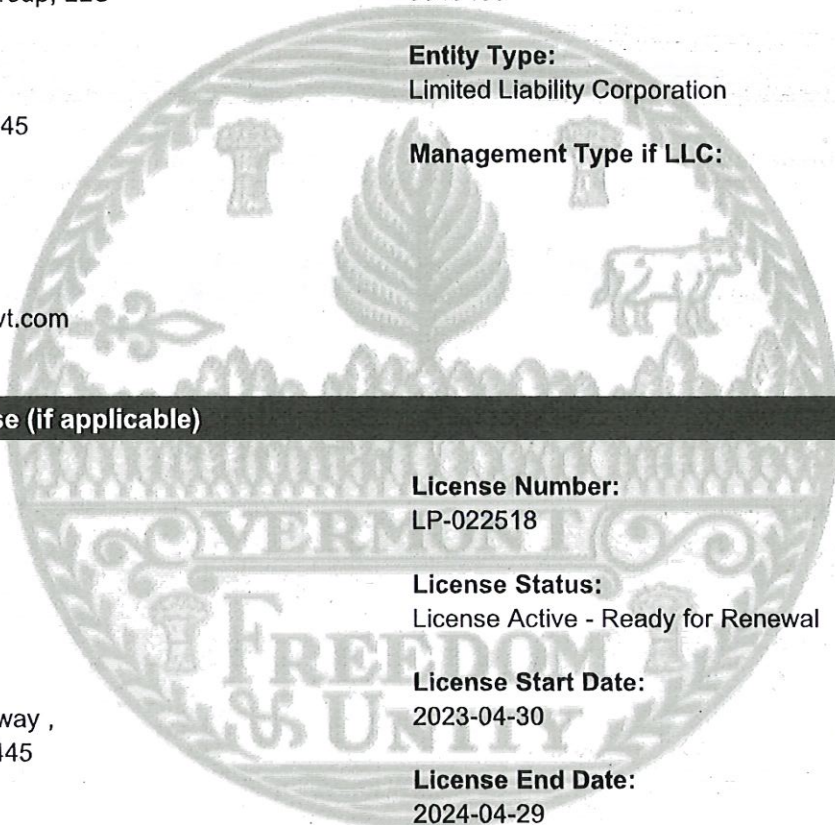 LLC
Entity Type:
Limited Liability Corporation
45
Management Type if LLC:
vt.com
se (if applicable)
License Number:
LP-022518
License Status:
License Active - Ready for Renewal
License Start Date:
2023-04-30
way ,
445
License End Date:
2024-04-29
VERMONT
FREEDOM
& UNITY